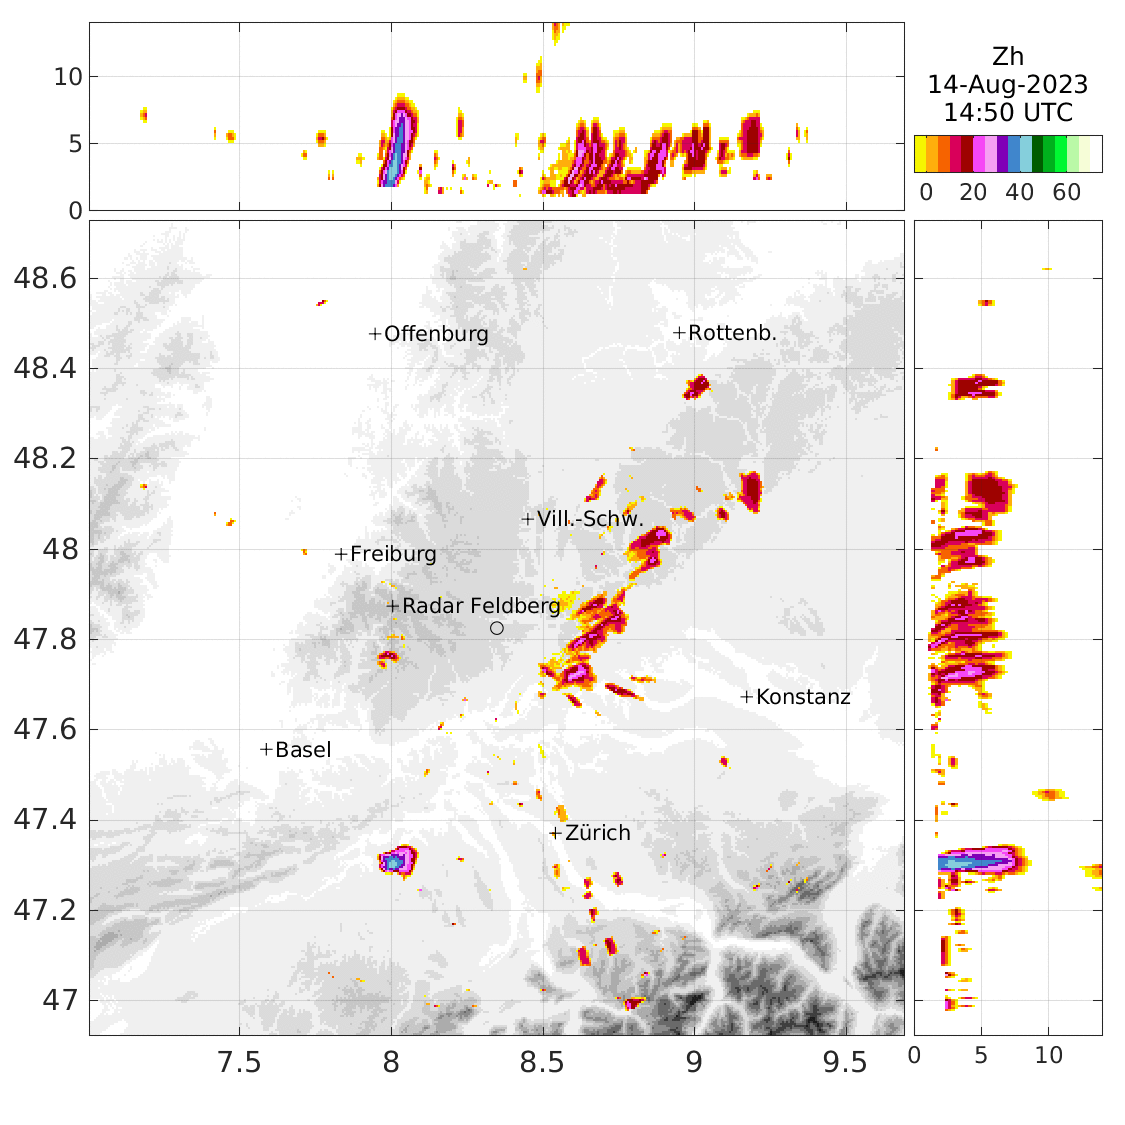 10
5
0
Zh
14-Aug-2023
14:50 UTC
0 20 40 60
48.6
48.4
48.2
48
47.8
47.6
47.4
47.2
47
+Offenburg
+Rottenb.
+Vill.-Schw.
+Freiburg
+Radar Feldberg
+Konstanz
+Basel
+Zürich
7.5 8 8.5 9 9.5
0 5 10